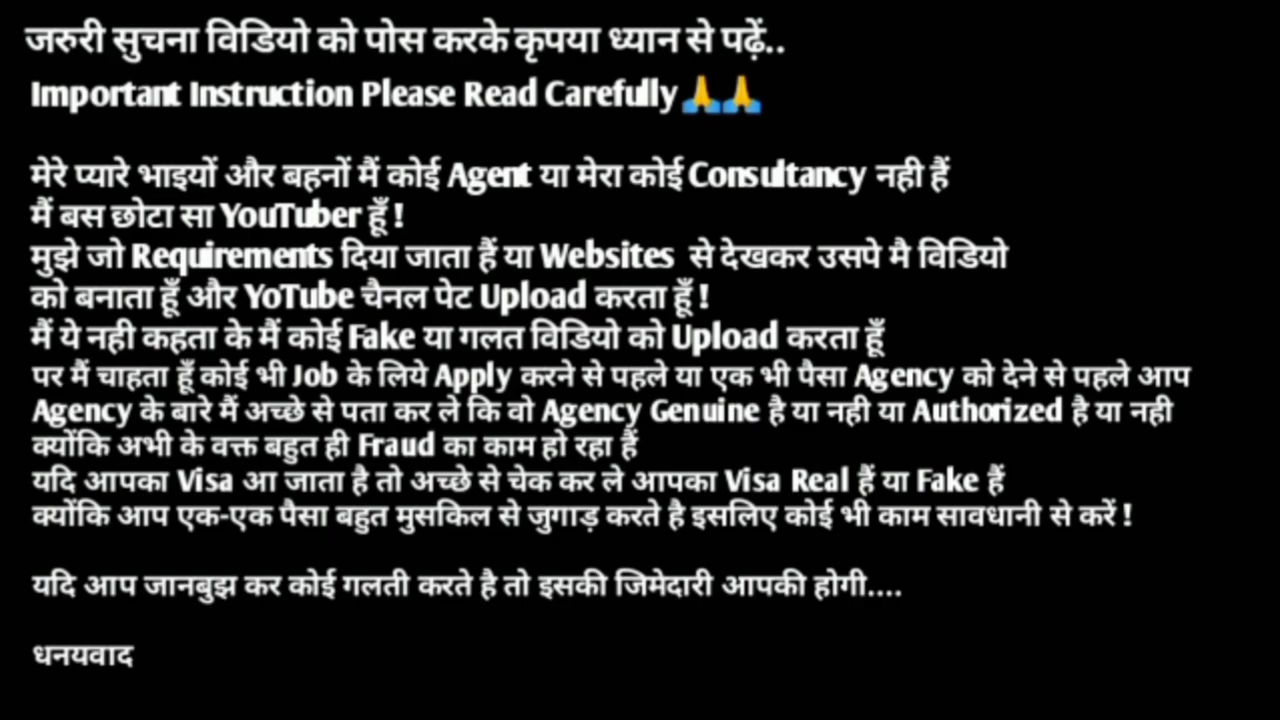 जरुरी सुचना विडियो को पोस करके कृपया ध्यान से पढ़ें..
Important Instruction Please Read Carefully🙏🙏
मेरे प्यारे भाइयों और बहनों मैं कोई Agent या मेरा कोई Consultancy नही हैं
मैं बस छोटा सा YouTuber हूँ !
मुझे जो Requirements दिया जाता हैं या Websites से देखकर उसपे मै विडियो
को बनाता हूँ और YoTube चैनल पेट Upload करता हूँ !
मैं ये नही कहता के मैं कोई Fake या गलत विडियो को Upload करता हूँ
पर मैं चाहता हूँ कोई भी Job के लिये Apply करने से पहले या एक भी पैसा Agency को देने से पहले आप
Agency के बारे मैं अच्छे से पता कर ले कि वो Agency Genuine है या नही या Authorized है या नही
क्योंकि अभी के वक्त बहुत ही Fraud का काम हो रहा हैं
यदि आपका Visa आ जाता है तो अच्छे से चेक कर ले आपका Visa Real हैं या Fake हैं
क्योंकि आप एक-एक पैसा बहुत मुसकिल से जुगाड़ करते है इसलिए कोई भी काम सावधानी से करें !
यदि आप जानबुझ कर कोई गलती करते है तो इसकी जिमेदारी आपकी होगी....
धनयवाद